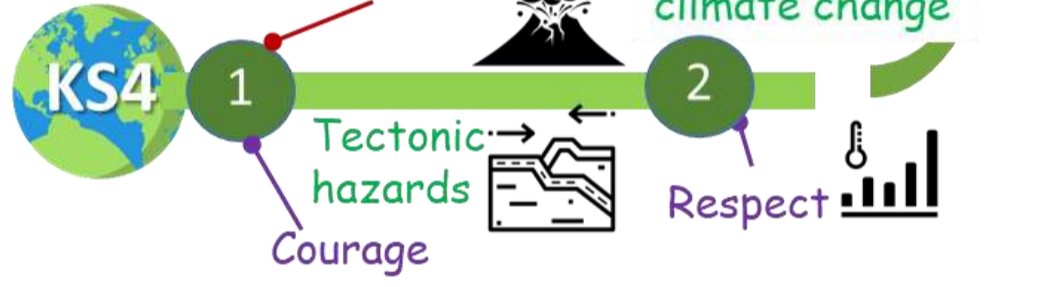 climate change
KS4
1
2
Tectonic
hazards
Respect
Courage